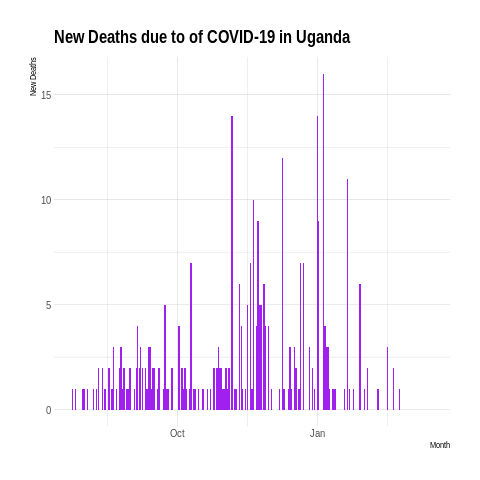 New Deaths due to of COVID-19 in Uganda
New Deaths
15
10
5
0
Oct
Jan
Month